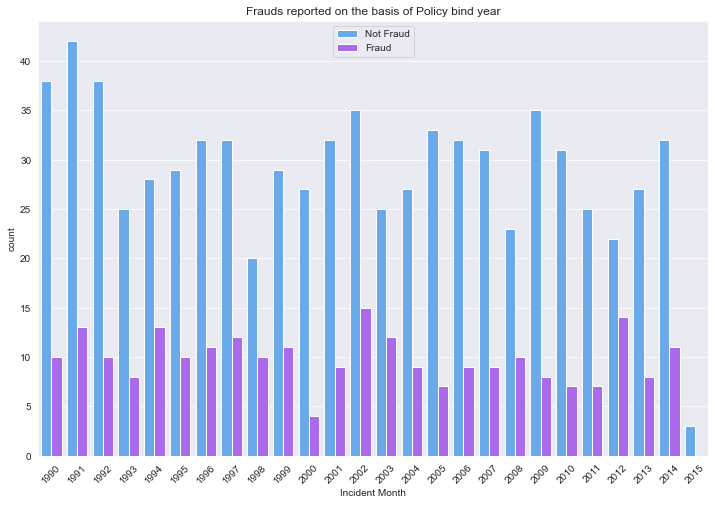 Frauds reported on the basis of Policy bind year
Not Fraud
Fraud
count
40
35
30
25
20
15
10
5
0
1990 1991 1992 1993 1994 1995 1996 1997 1998 1999 2000 2001 2002 2003 2004 2005 2006 2007 2008 2009 2010 2011 2012 2013 2014 2015
Incident Month